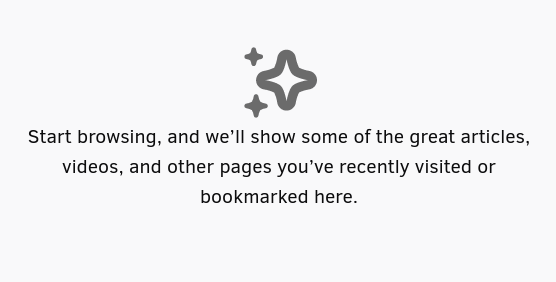 Start browsing, and we’ll show some of the great articles,
videos, and other pages you’ve recently visited or
bookmarked here.